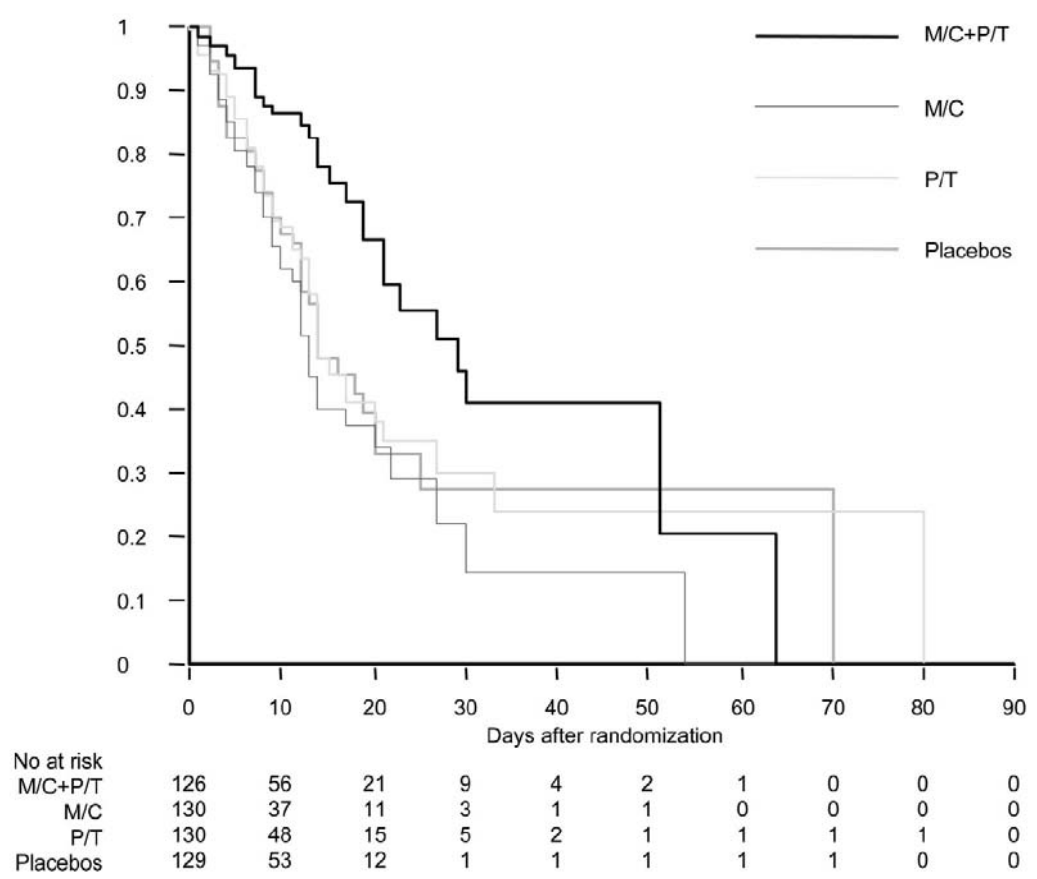 1
0.9
0.8
0.7
0.6
0.5
0.4
0.3
0.2
0.1
0
M/C+P/T
M/C
P/T
Placebos
0 10 20 30 40 50 60 70 80 90
Days after randomization
No at risk
M/C+P/T 126 56 21 9 4 2 1 0 0 0
M/C 130 37 11 3 1 1 0 0 0 0
P/T 130 48 15 5 2 1 1 1 1 0
Placebos 129 53 12 1 1 1 1 1 0 0